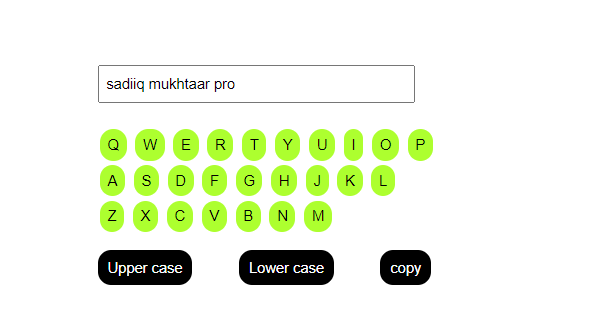 sadiiq mukhtaar pro
Q W E R T Y U I O P
A S D F G H J K L
Z X C V B N M
Upper case Lower case copy